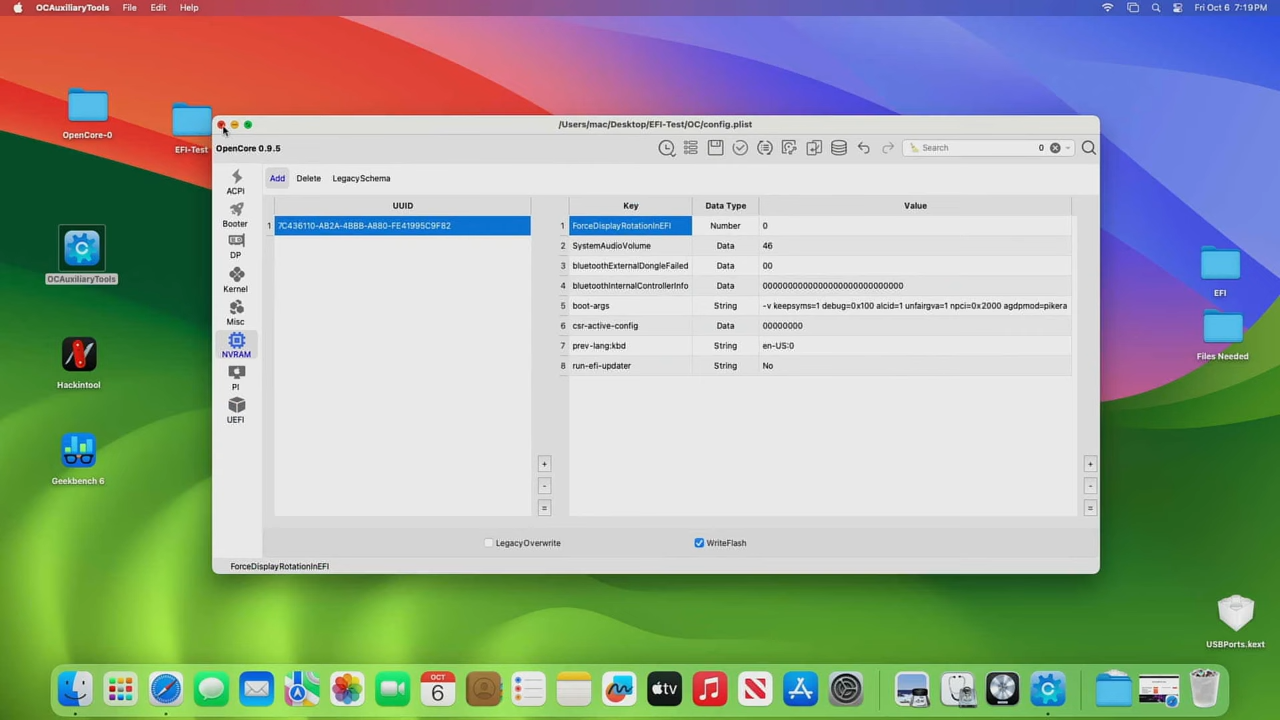 OCAuxiliaryTools File Edit Help Fri Oct 6 7:19 PM
OpenCore-0
EFI-Test
OCAuxiliaryTools
Hackintool
Geekbench 6
/Users/mac/Desktop/EFI-Test/OC/config.plist
OpenCore 0.9.5
Search 0
ACPI
Booter
DP
Kernel
Misc
NVRAM
PI
UEFI
Add Delete LegacySchema
UUID
1 7C436110-AB2A-4BBB-A880-FE41995C9F82
Key Data Type Value
1 ForceDisplayRotationInEFI Number 0
2 SystemAudioVolume Data 46
3 bluetoothExternalDongleFailed Data 00
4 bluetoothInternalControllerInfo Data 0000000000000000000000000000
5 boot-args String -v keepsyms=1 debug=0x100 alcid=1 unfairgva=1 npci=0x2000 agdpmod=pikera
6 csr-active-config Data 00000000
7 prev-lang:kbd String en-US:0
8 run-efi-updater String No
+
-
=
+
-
=
LegacyOverwrite WriteFlash
ForceDisplayRotationInEFI
EFI
Files Needed
USBPorts.kext
OCT
6
tv